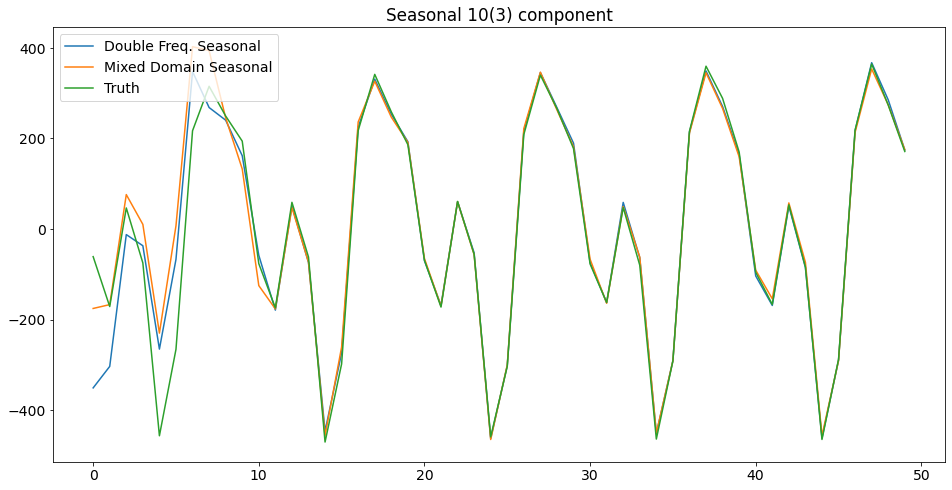 Seasonal 10(3) component
Double Freq. Seasonal
Mixed Domain Seasonal
Truth
400
200
0
−200
−400
0 10 20 30 40 50